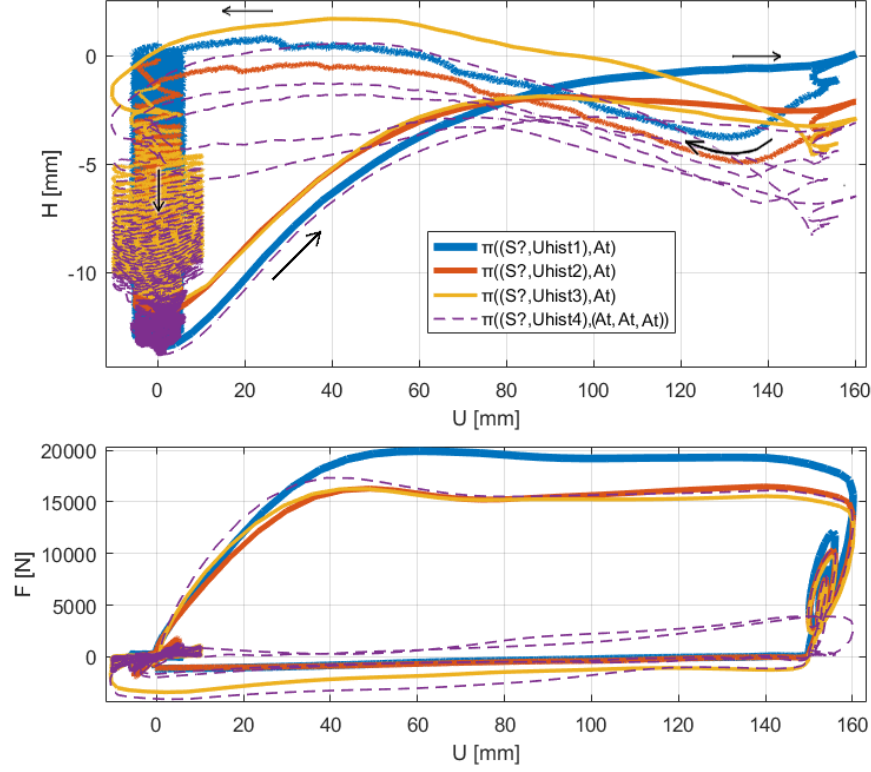 0
-5
-10
H [mm]
π((S?,Uhist1),At)
π((S?,Uhist2),At)
π((S?,Uhist3),At)
π((S?,Uhist4),(At,At,At))
0 20 40 60 80 100 120 140 160
U [mm]
20000
15000
10000
5000
0
F [N]
0 20 40 60 80 100 120 140 160
U [mm]